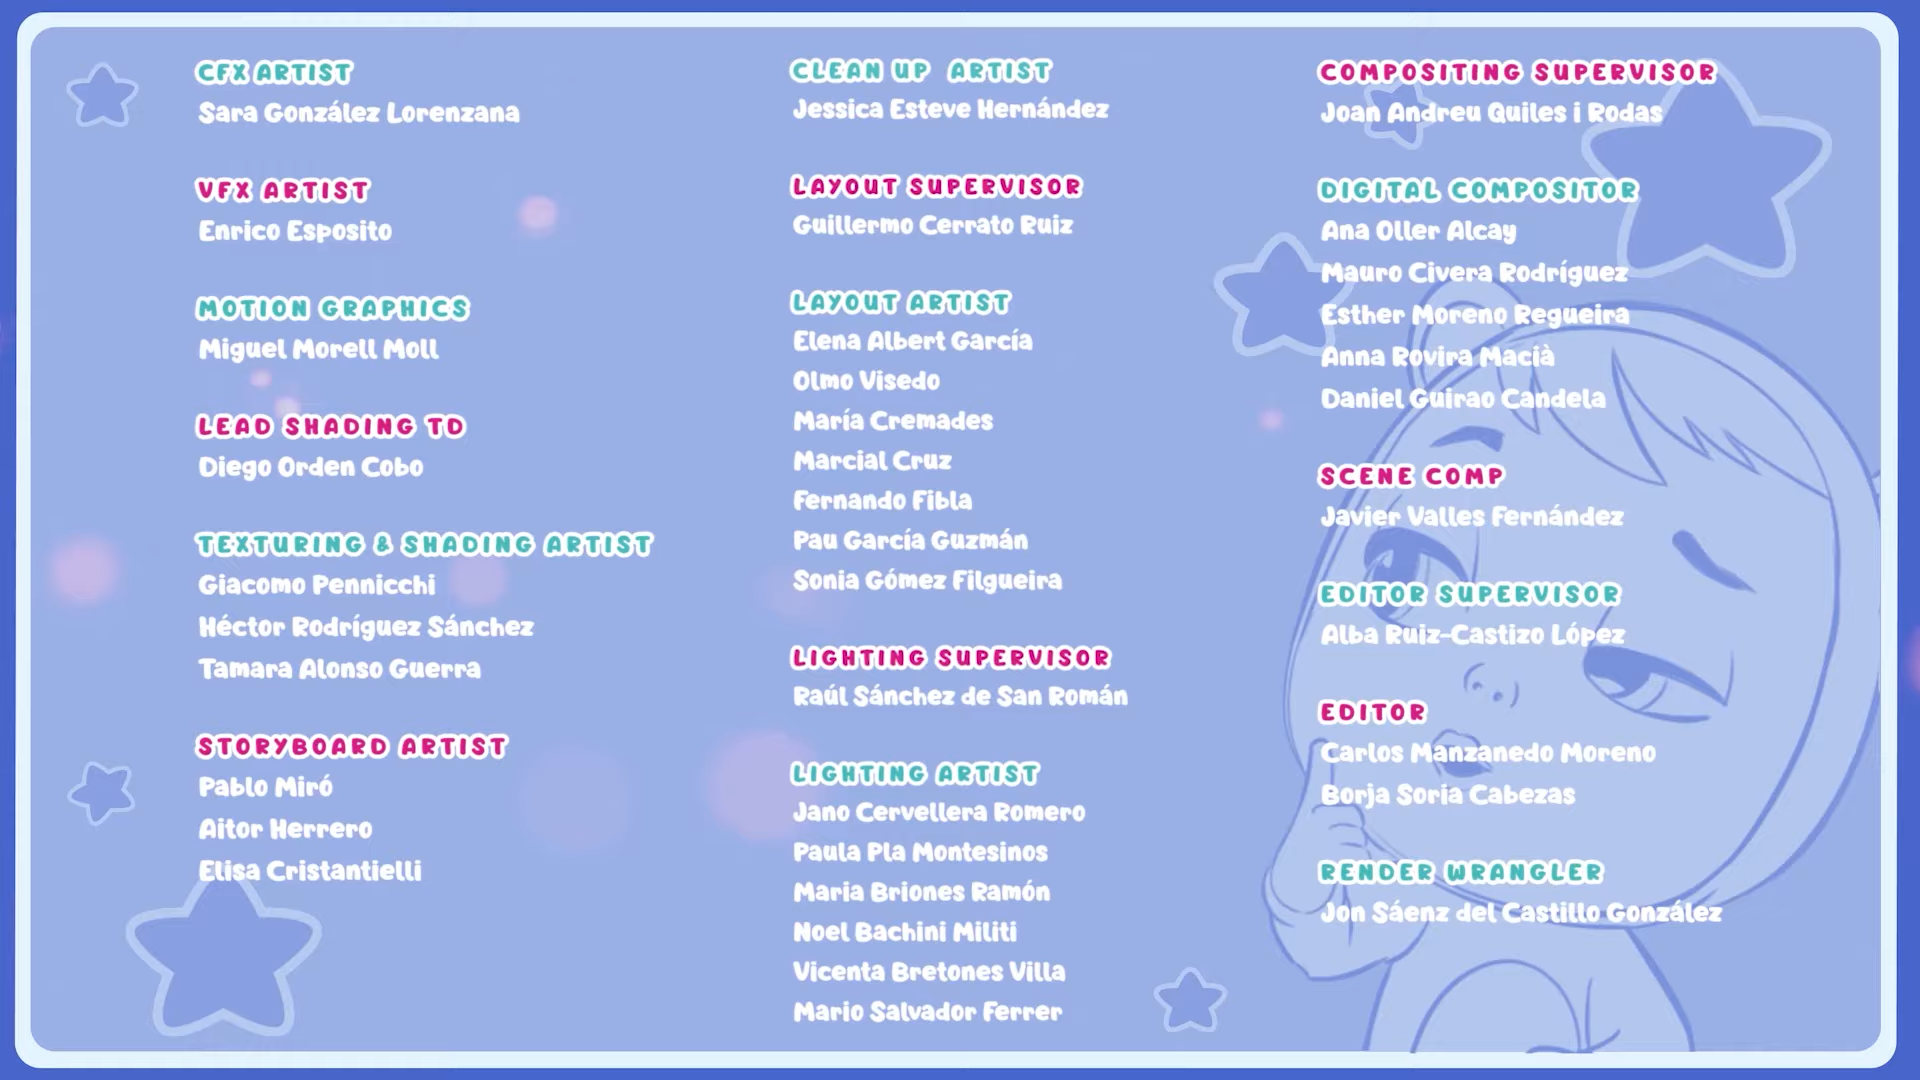 CFX ARTIST
Sara González Lorenzana
VFX ARTIST
Enrico Esposito
MOTION GRAPHICS
Miguel Morell Moll
LEAD SHADING TD
Diego Orden Cobo
TEXTURING & SHADING ARTIST
Giacomo Pennicchi
Héctor Rodríguez Sánchez
Tamara Alonso Guerra
STORYBOARD ARTIST
Pablo Miró
Aitor Herrero
Elisa Cristantielli
CLEAN UP ARTIST
Jessica Esteve Hernández
LAYOUT SUPERVISOR
Guillermo Cerrato Ruiz
LAYOUT ARTIST
Elena Albert García
Olmo Visedo
María Cremades
Marcial Cruz
Fernando Fibla
Pau García Guzmán
Sonia Gómez Filgueira
LIGHTING SUPERVISOR
Raúl Sánchez de San Román
LIGHTING ARTIST
Jano Cervellera Romero
Paula Pla Montesinos
Maria Briones Ramón
Noel Bachini Militi
Vicenta Bretones Villa
Mario Salvador Ferrer
COMPOSITING SUPERVISOR
Joan Andreu Quiles i Rodas
DIGITAL COMPOSITOR
Ana Oller Alcay
Mauro Civera Rodríguez
Esther Moreno Regueira
Anna Rovira Macià
Daniel Guirao Candela
SCENE COMP
Javier Valles Fernández
EDITOR SUPERVISOR
Alba Ruiz-Castizo López
EDITOR
Carlos Manzanedo Moreno
Borja Soria Cabezas
RENDER WRANGLER
Jon Sáenz del Castillo González